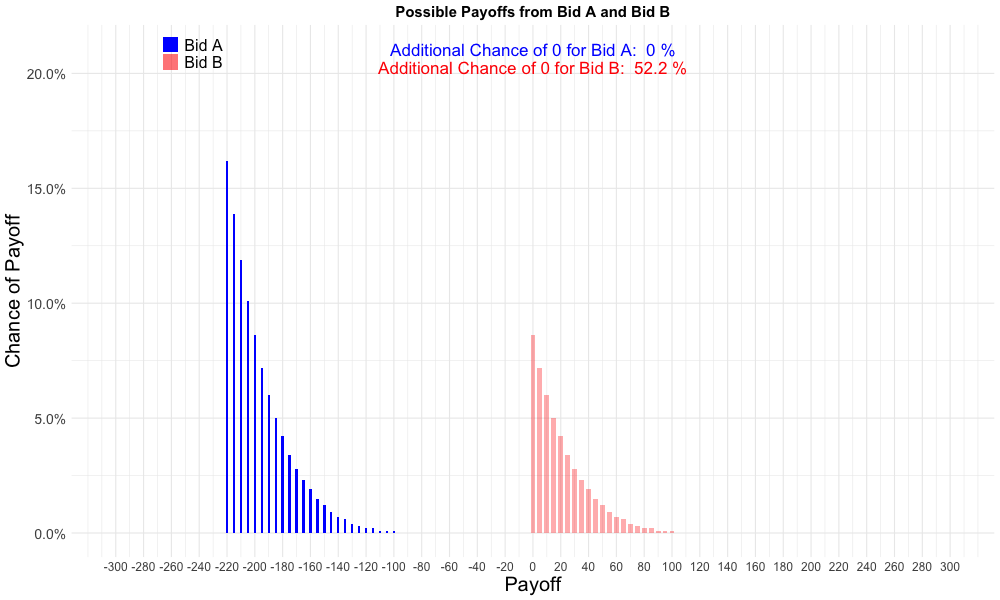 Possible Payoffs from Bid A and Bid B
Bid A
Bid B
Additional Chance of 0 for Bid A:  0 %
Additional Chance of 0 for Bid B:  52.2 %
Chance of Payoff
20.0%
15.0%
10.0%
5.0%
0.0%
-300 -280 -260 -240 -220 -200 -180 -160 -140 -120 -100 -80 -60 -40 -20 0 20 40 60 80 100 120 140 160 180 200 220 240 260 280 300
Payoff